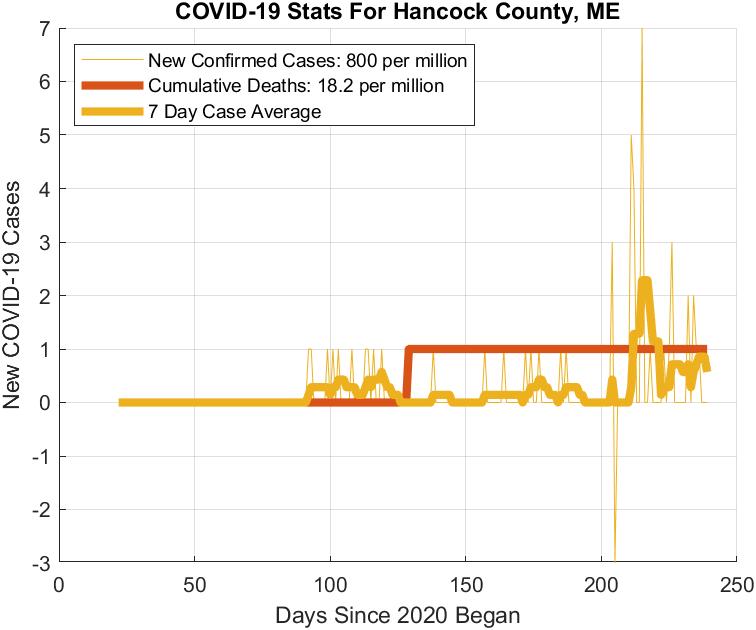 COVID-19 Stats For Hancock County, ME
New Confirmed Cases: 800 per million
Cumulative Deaths: 18.2 per million
7 Day Case Average
New COVID-19 Cases
7
6
5
4
3
2
1
0
-1
-2
-3
0 50 100 150 200 250
Days Since 2020 Began